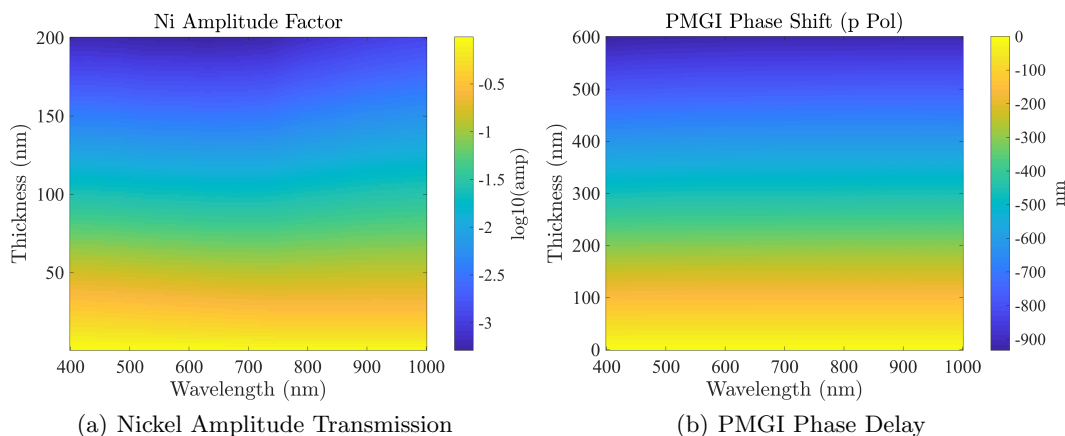 Ni Amplitude Factor
200
150
100
50
Thickness (nm)
400 500 600 700 800 900 1000
Wavelength (nm)
-0.5
-1
-1.5
-2
-2.5
-3
log10(amp)
(a) Nickel Amplitude Transmission
PMGI Phase Shift (p Pol)
600
500
400
300
200
100
0
Thickness (nm)
400 500 600 700 800 900 1000
Wavelength (nm)
0
-100
-200
-300
-400
-500
-600
-700
-800
-900
nm
(b) PMGI Phase Delay